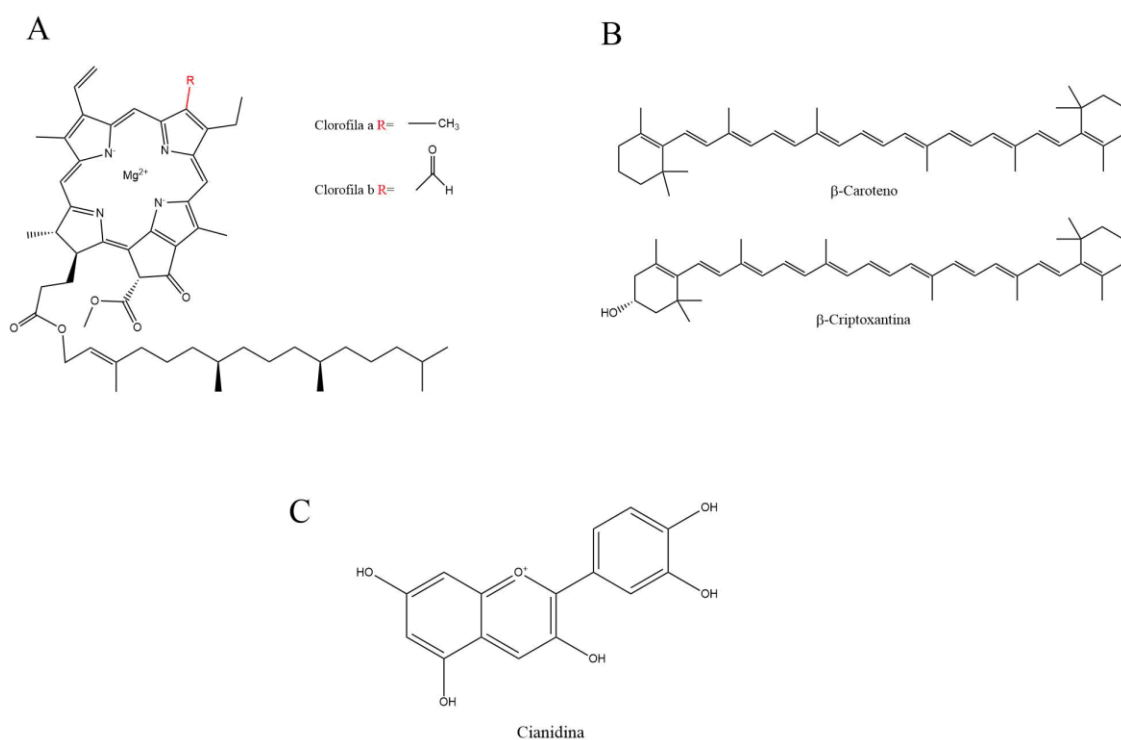 A
R
N-
N
Mg2+
N
N-
O
O
O
O
O
Clorofila a R= CH3
O
Clorofila b R= H
B
β-Caroteno
HO
β-Criptoxantina
C
OH
HO
O+
OH
OH
OH
Cianidina